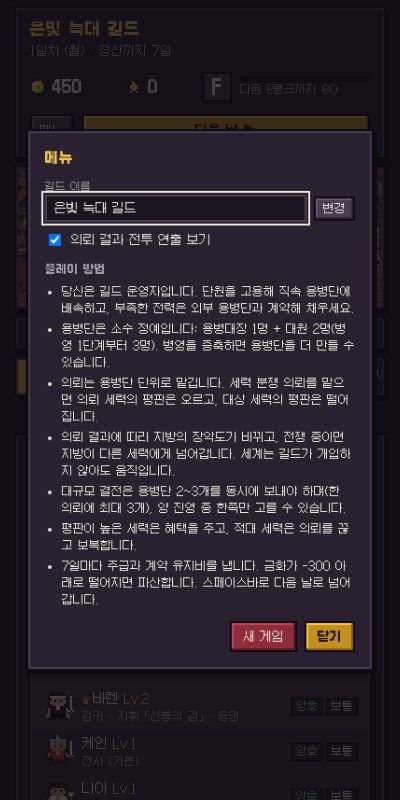 은빛 늑대 길드
1일차 (월) · 정산까지 7일
450
0
F
다음 E랭크까지 80
메뉴
메뉴
길드 이름
은빛 늑대 길드
변경
의뢰 결과 전투 연출 보기
플레이 방법
• 당신은 길드 운영자입니다. 단원을 고용해 직속 용병단에
배속하고, 부족한 전력은 외부 용병단과 계약해 채우세요.
• 용병단은 소수 정예입니다: 용병대장 1명 + 대원 2명(병
영 1단계부터 3명). 병영을 증축하면 용병단을 더 만들 수
있습니다.
• 의뢰는 용병단 단위로 맡깁니다. 세력 분쟁 의뢰를 맡으
면 의뢰 세력의 평판은 오르고, 대상 세력의 평판은 떨어
집니다.
• 의뢰 결과에 따라 지방의 장악도가 바뀌고, 전쟁 중이면
지방이 다른 세력에게 넘어갑니다. 세계는 길드가 개입하
지 않아도 움직입니다.
• 대규모 결전은 용병단 2~3개를 동시에 보내야 하며(한
의뢰에 최대 3개), 양 진영 중 한쪽만 고를 수 있습니다.
• 평판이 높은 세력은 혜택을 주고, 적대 세력은 의뢰를 끊
고 보복합니다.
• 7일마다 주급과 계약 유지비를 냅니다. 금화가 -300 아
래로 떨어지면 파산합니다. 스페이스바로 다음 날로 넘어
갑니다.
새 게임
닫기
바렌 Lv.2
검귀 · 지휘 「선봉의 검」 · 웅명
양호
보통
케인 Lv.1
전사 (기본)
양호
보통
니아 Lv.1
양호
보통